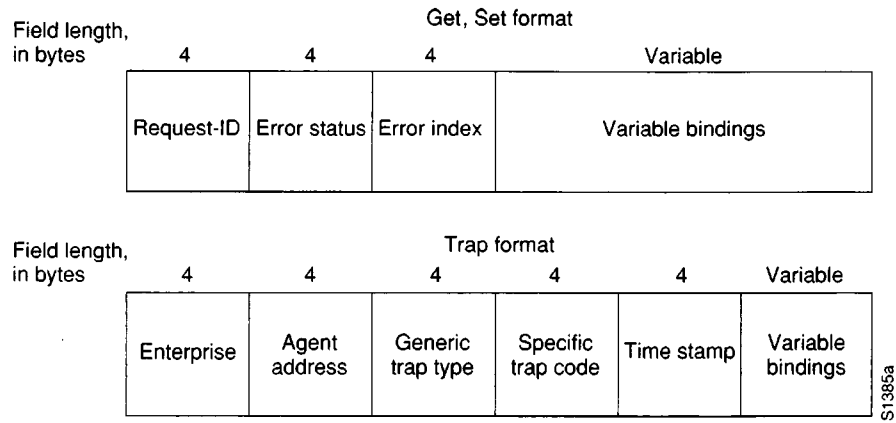 Get, Set format
Field length,
in bytes 4 4 4 Variable
Request-ID Error status Error index Variable bindings
Trap format
Field length,
in bytes 4 4 4 4 4 Variable
Enterprise Agent address Generic trap type Specific trap code Time stamp Variable bindings
S1385a